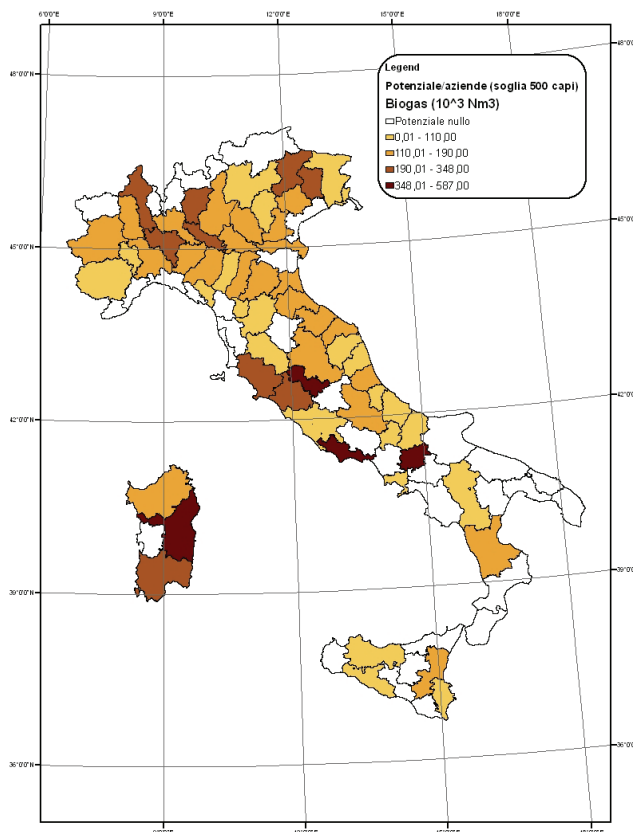 6°0'0"E 9°0'0"E 12°0'0"E 15°0'0"E 18°0'0"E
Legend
Potenziale/aziende (soglia 500 capi)
Biogas (10^3 Nm3)
Potenziale nullo
0,01 - 110,00
110,01 - 190,00
190,01 - 348,00
348,01 - 587,00
48°0'0"N
45°0'0"N
45°0'0"N
42°0'0"N
42°0'0"N
39°0'0"N
39°0'0"N
36°0'0"N
36°0'0"N